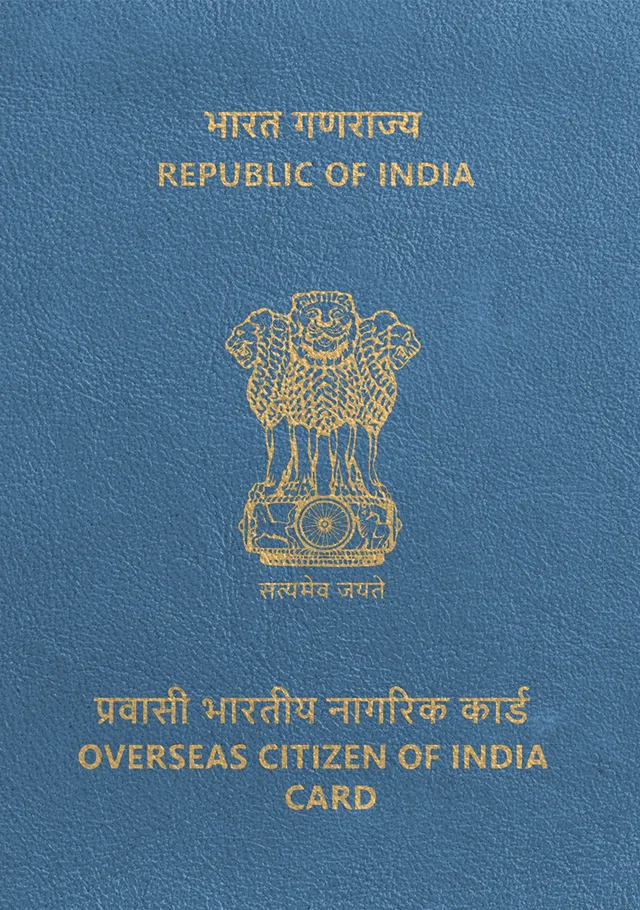 भारत गणराज्य
REPUBLIC OF INDIA
सत्यमेव जयते
प्रवासी भारतीय नागरिक कार्ड
OVERSEAS CITIZEN OF INDIA
CARD